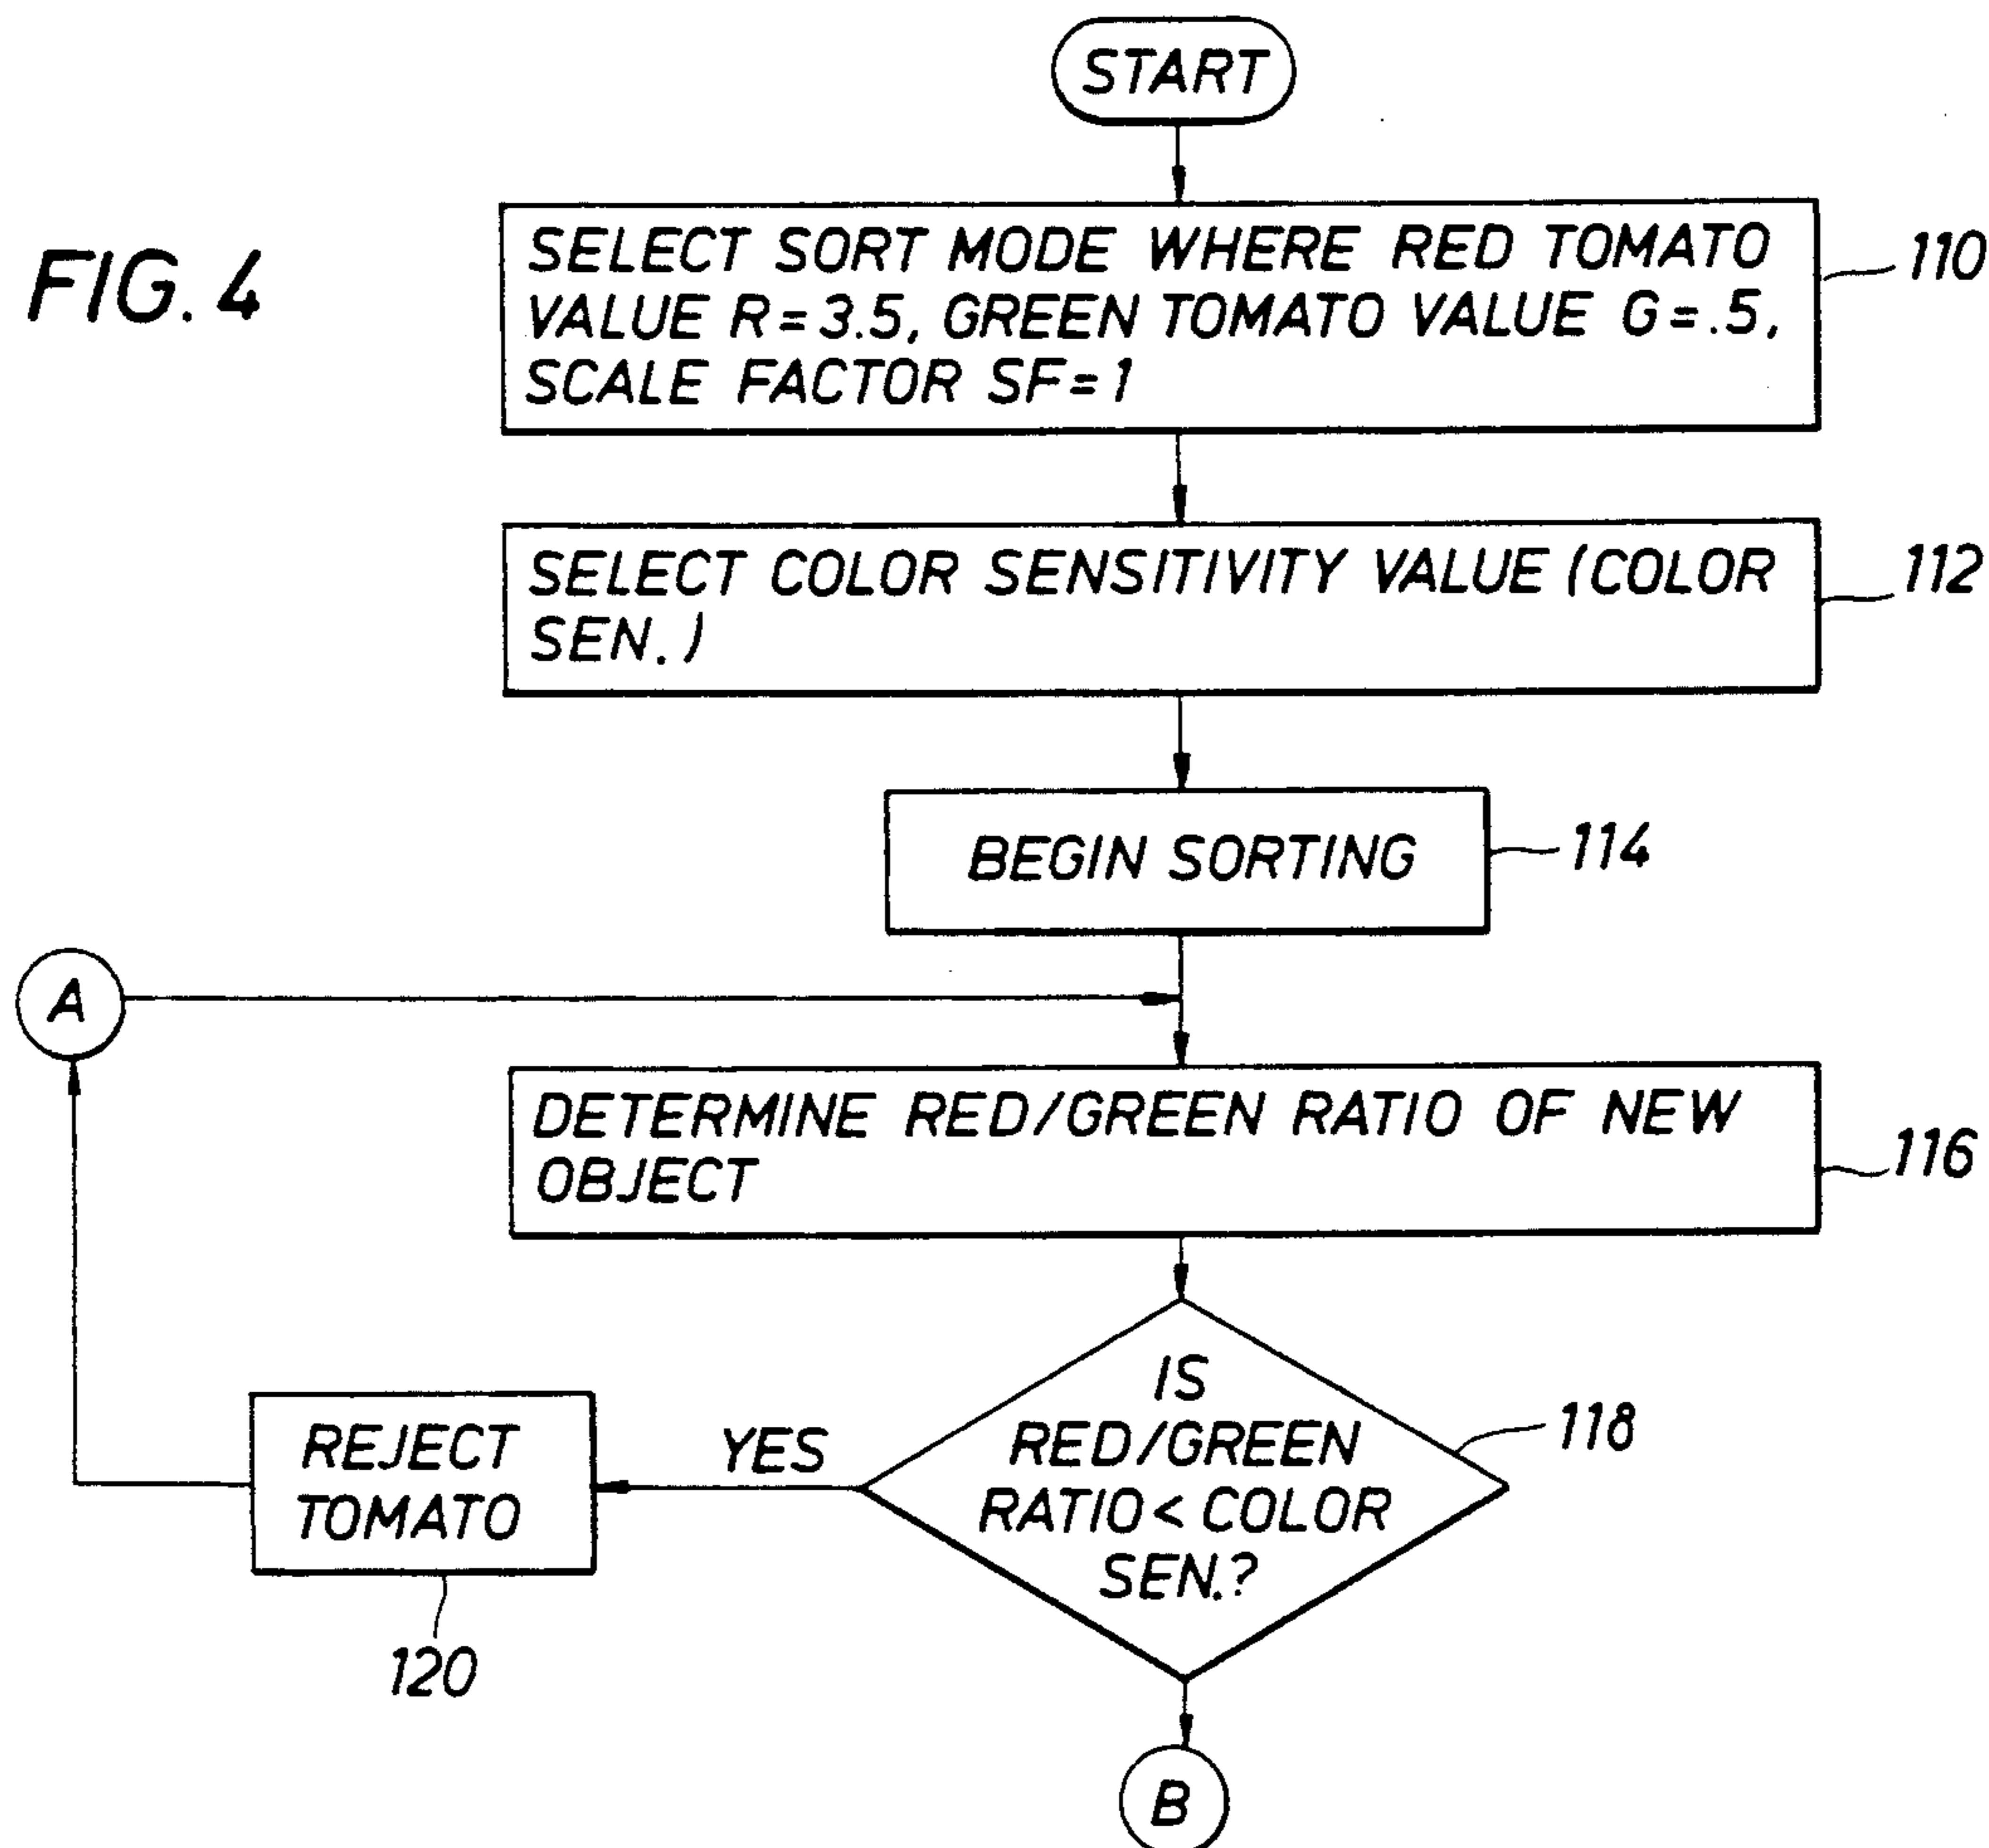 START
FIG. 4
SELECT SORT MODE WHERE RED TOMATO
VALUE R=3.5, GREEN TOMATO VALUE G=.5,
SCALE FACTOR SF=1
110
SELECT COLOR SENSITIVITY VALUE (COLOR
SEN.)
112
BEGIN SORTING
114
A
DETERMINE RED/GREEN RATIO OF NEW
OBJECT
116
IS
RED/GREEN
RATIO< COLOR
SEN.?
118
YES
REJECT
TOMATO
120
B